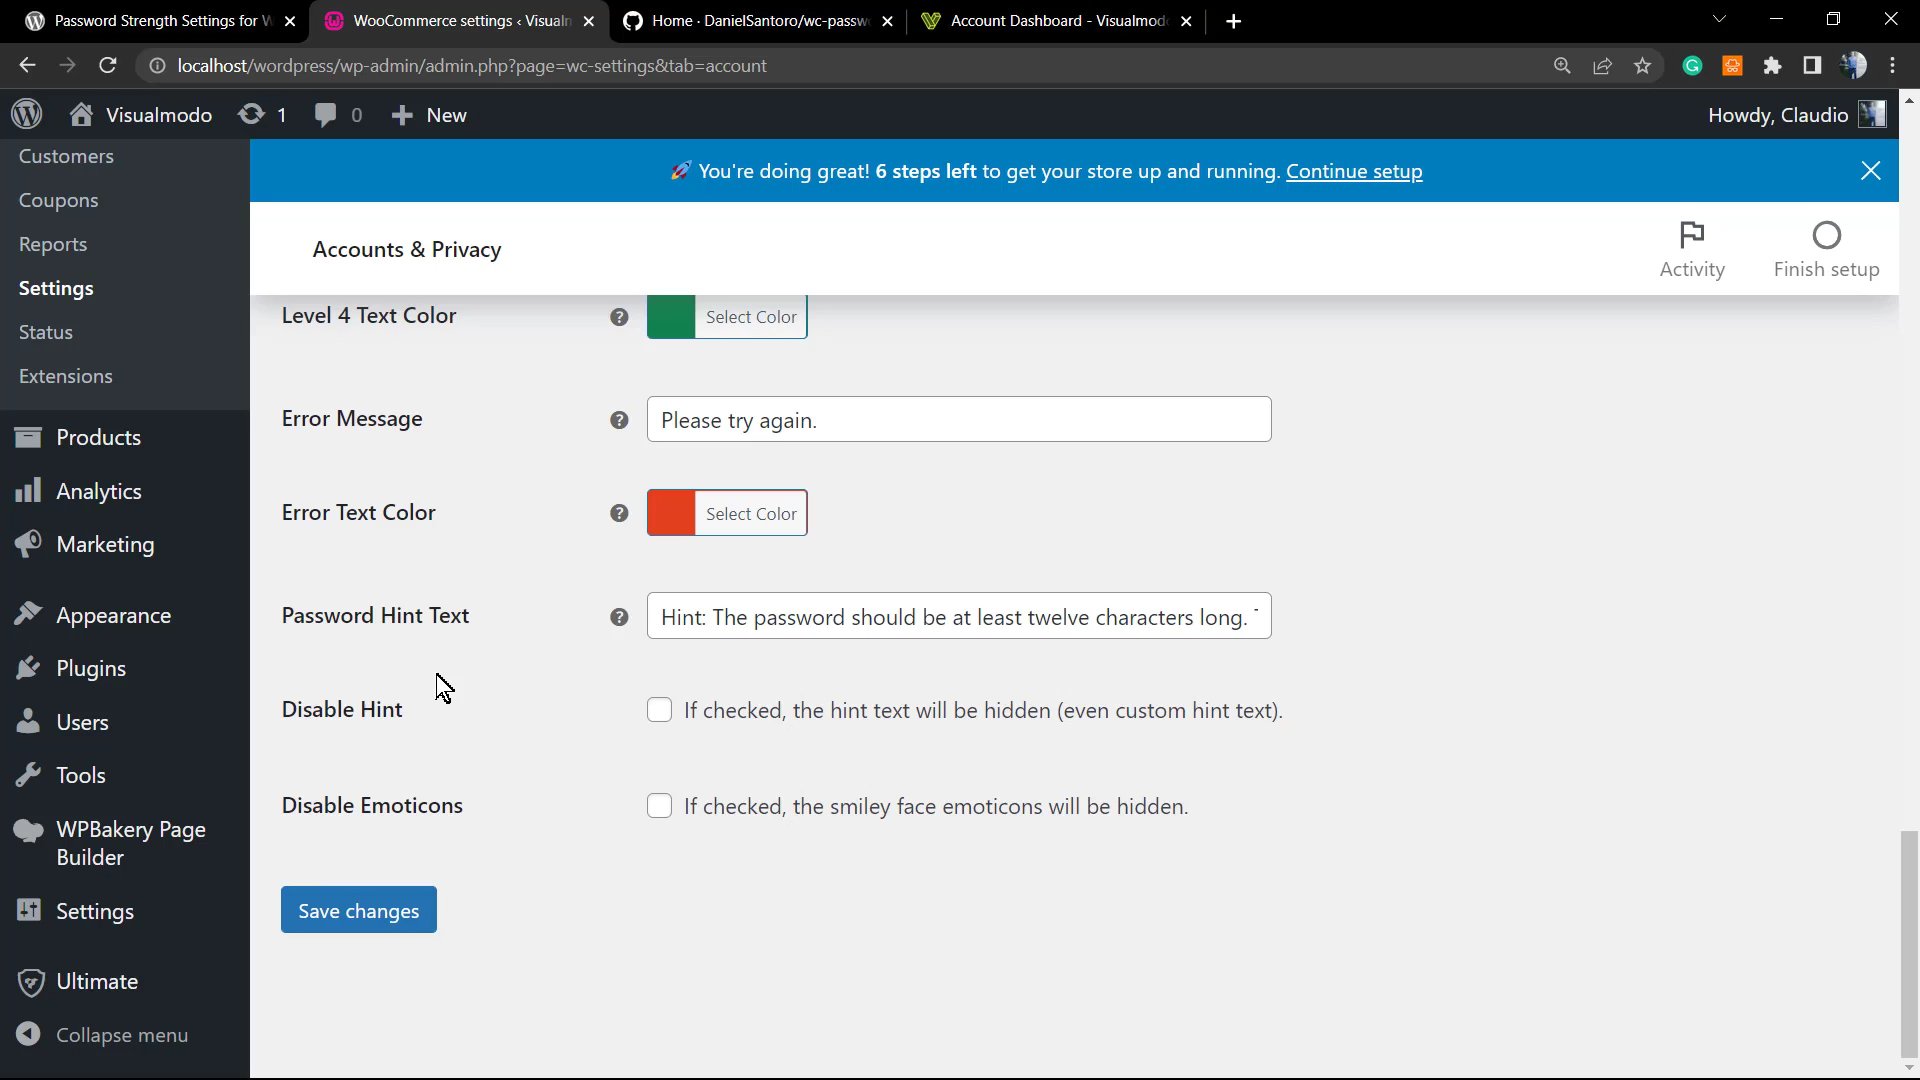 Password Strength Settings for W
WooCommerce settings ‹ Visualm
Home · DanielSantoro/wc-passw
Account Dashboard - Visualmod
localhost/wordpress/wp-admin/admin.php?page=wc-settings&tab=account
Visualmodo
1
0
New
Howdy, Claudio
Customers
Coupons
Reports
Settings
Status
Extensions
Products
Analytics
Marketing
Appearance
Plugins
Users
Tools
WPBakery Page
Builder
Settings
Ultimate
Collapse menu
You're doing great! 6 steps left to get your store up and running. Continue setup
Accounts & Privacy
Activity
Finish setup
Level 4 Text Color
Select Color
Error Message
Please try again.
Error Text Color
Select Color
Password Hint Text
Hint: The password should be at least twelve characters long.
Disable Hint
If checked, the hint text will be hidden (even custom hint text).
Disable Emoticons
If checked, the smiley face emoticons will be hidden.
Save changes